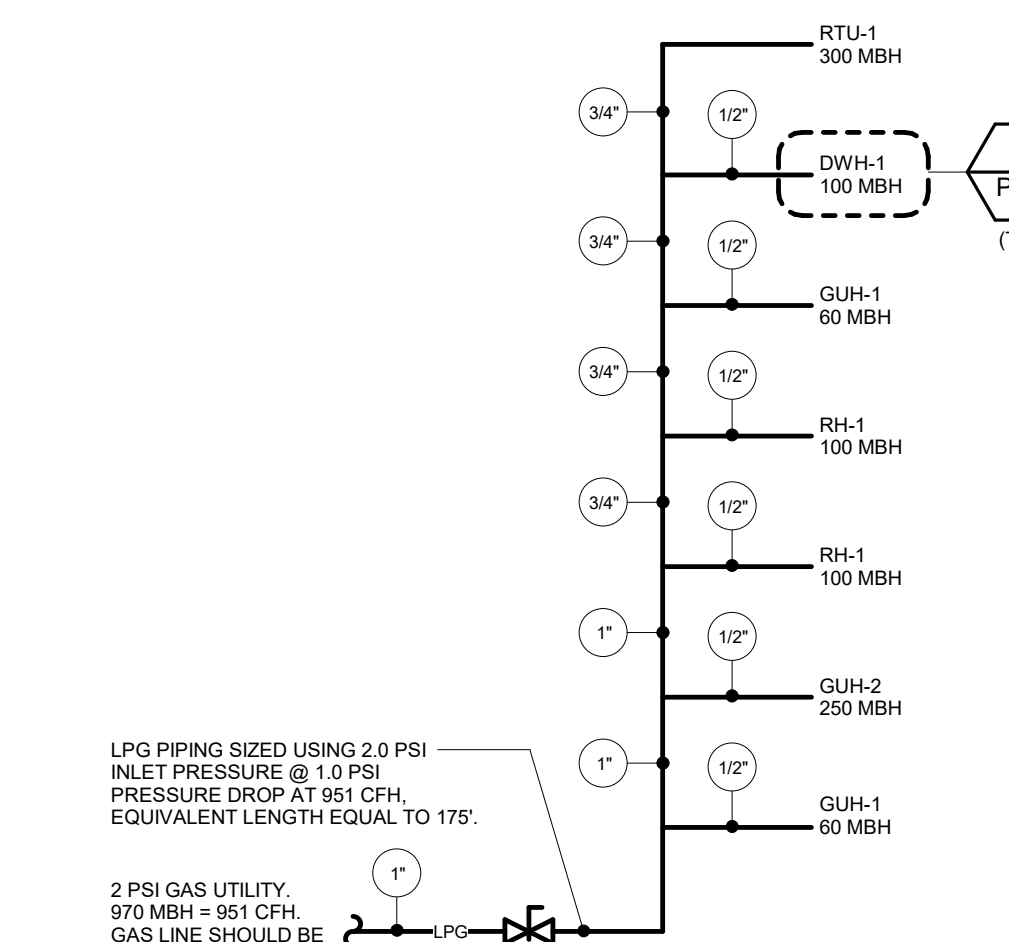 RTU-1
300 MBH
3/4"
1/2"
DWH-1
100 MBH
3/4"
1/2"
GUH-1
60 MBH
3/4"
1/2"
RH-1
100 MBH
3/4"
1/2"
RH-1
100 MBH
1"
1/2"
GUH-2
250 MBH
LPG PIPING SIZED USING 2.0 PSI
INLET PRESSURE @ 1.0 PSI
PRESSURE DROP AT 951 CFH,
EQUIVALENT LENGTH EQUAL TO 175'.
1"
1/2"
GUH-1
60 MBH
1"
2 PSI GAS UTILITY.
970 MBH = 951 CFH.
GAS LINE SHOULD BE
LPG